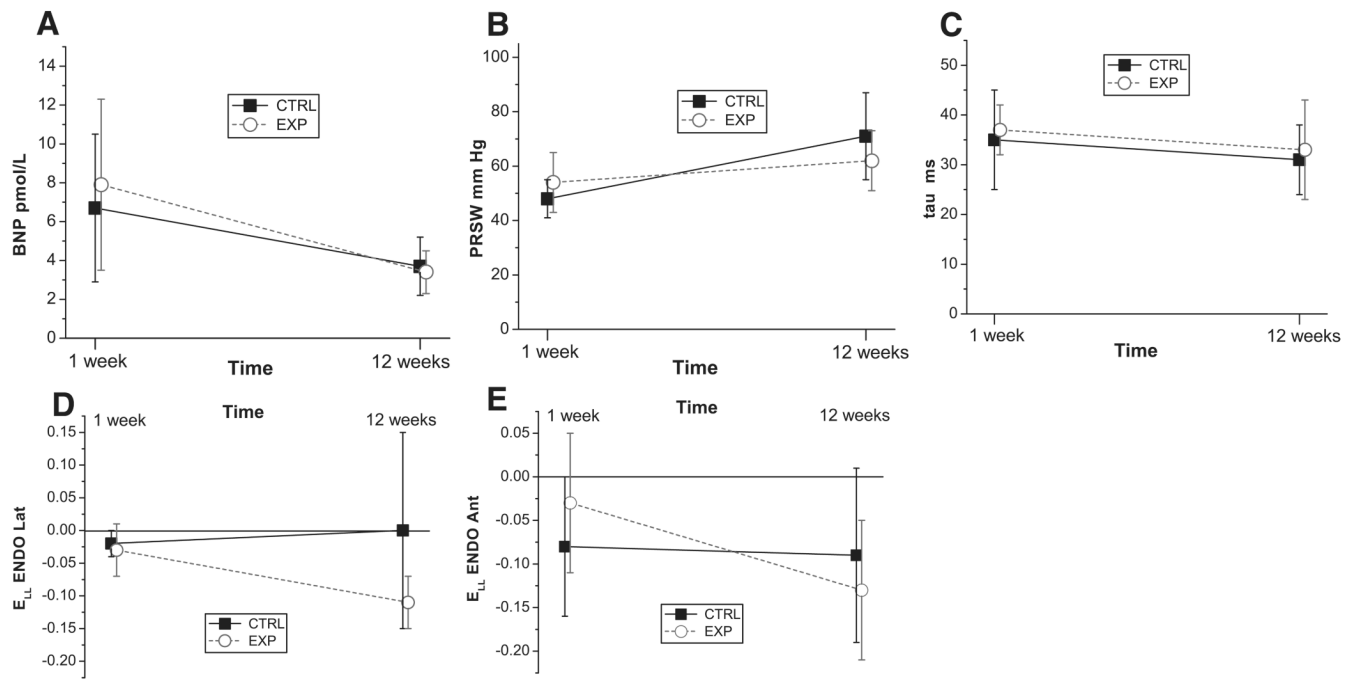 A
BNP pmol/L
14
12
10
8
6
4
2
0
CTRL
EXP
1 week
12 weeks
Time
B
PRSW mm Hg
100
80
60
40
20
0
CTRL
EXP
1 week
12 weeks
Time
C
tau ms
50
40
30
20
10
0
CTRL
EXP
1 week
12 weeks
Time
D
Time
1 week
12 weeks
E_LL ENDO Lat
0.15
0.10
0.05
0.00
-0.05
-0.10
-0.15
-0.20
CTRL
EXP
E
Time
1 week
12 weeks
E_LL ENDO Ant
0.05
0.00
-0.05
-0.10
-0.15
-0.20
CTRL
EXP